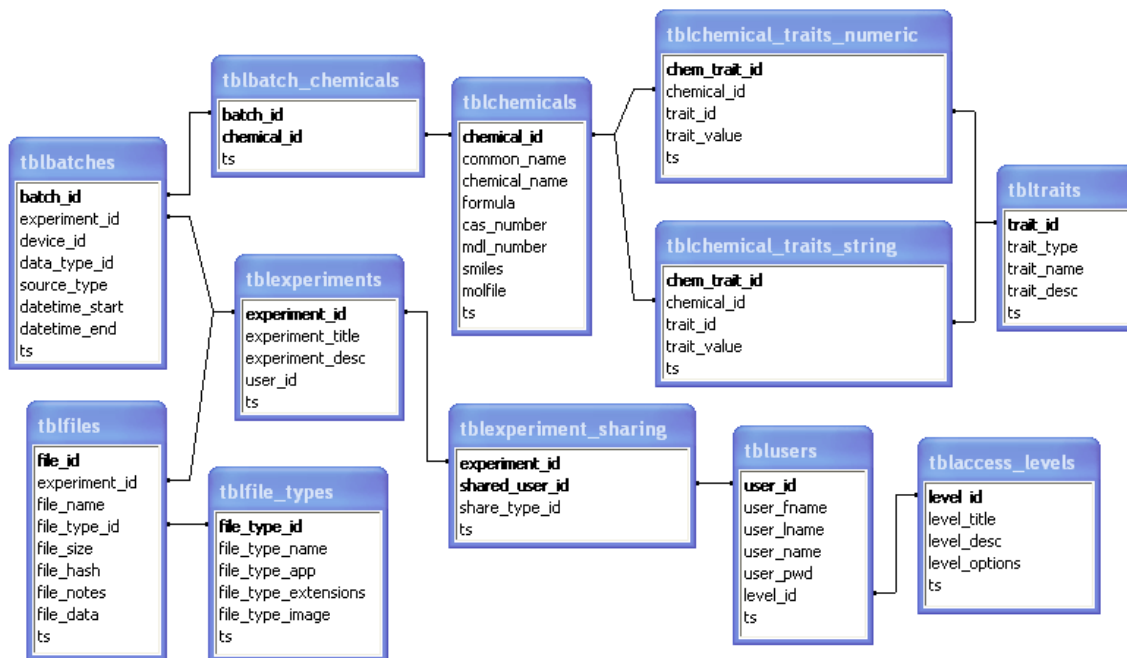 tblbatches
batch_id
experiment_id
device_id
data_type_id
source_type
datetime_start
datetime_end
ts
tblbatch_chemicals
batch_id
chemical_id
ts
tblchemicals
chemical_id
common_name
chemical_name
formula
cas_number
mdl_number
smiles
molfile
ts
tblchemical_traits_numeric
chem_trait_id
chemical_id
trait_id
trait_value
ts
tblchemical_traits_string
chem_trait_id
chemical_id
trait_id
trait_value
ts
tbltraits
trait_id
trait_type
trait_name
trait_desc
ts
tblexperiments
experiment_id
experiment_title
experiment_desc
user_id
ts
tblfiles
file_id
experiment_id
file_name
file_type_id
file_size
file_hash
file_notes
file_data
ts
tblfile_types
file_type_id
file_type_name
file_type_app
file_type_extensions
file_type_image
ts
tblexperiment_sharing
experiment_id
shared_user_id
share_type_id
ts
tblusers
user_id
user_fname
user_lname
user_name
user_pwd
level_id
ts
tblaccess_levels
level_id
level_title
level_desc
level_options
ts